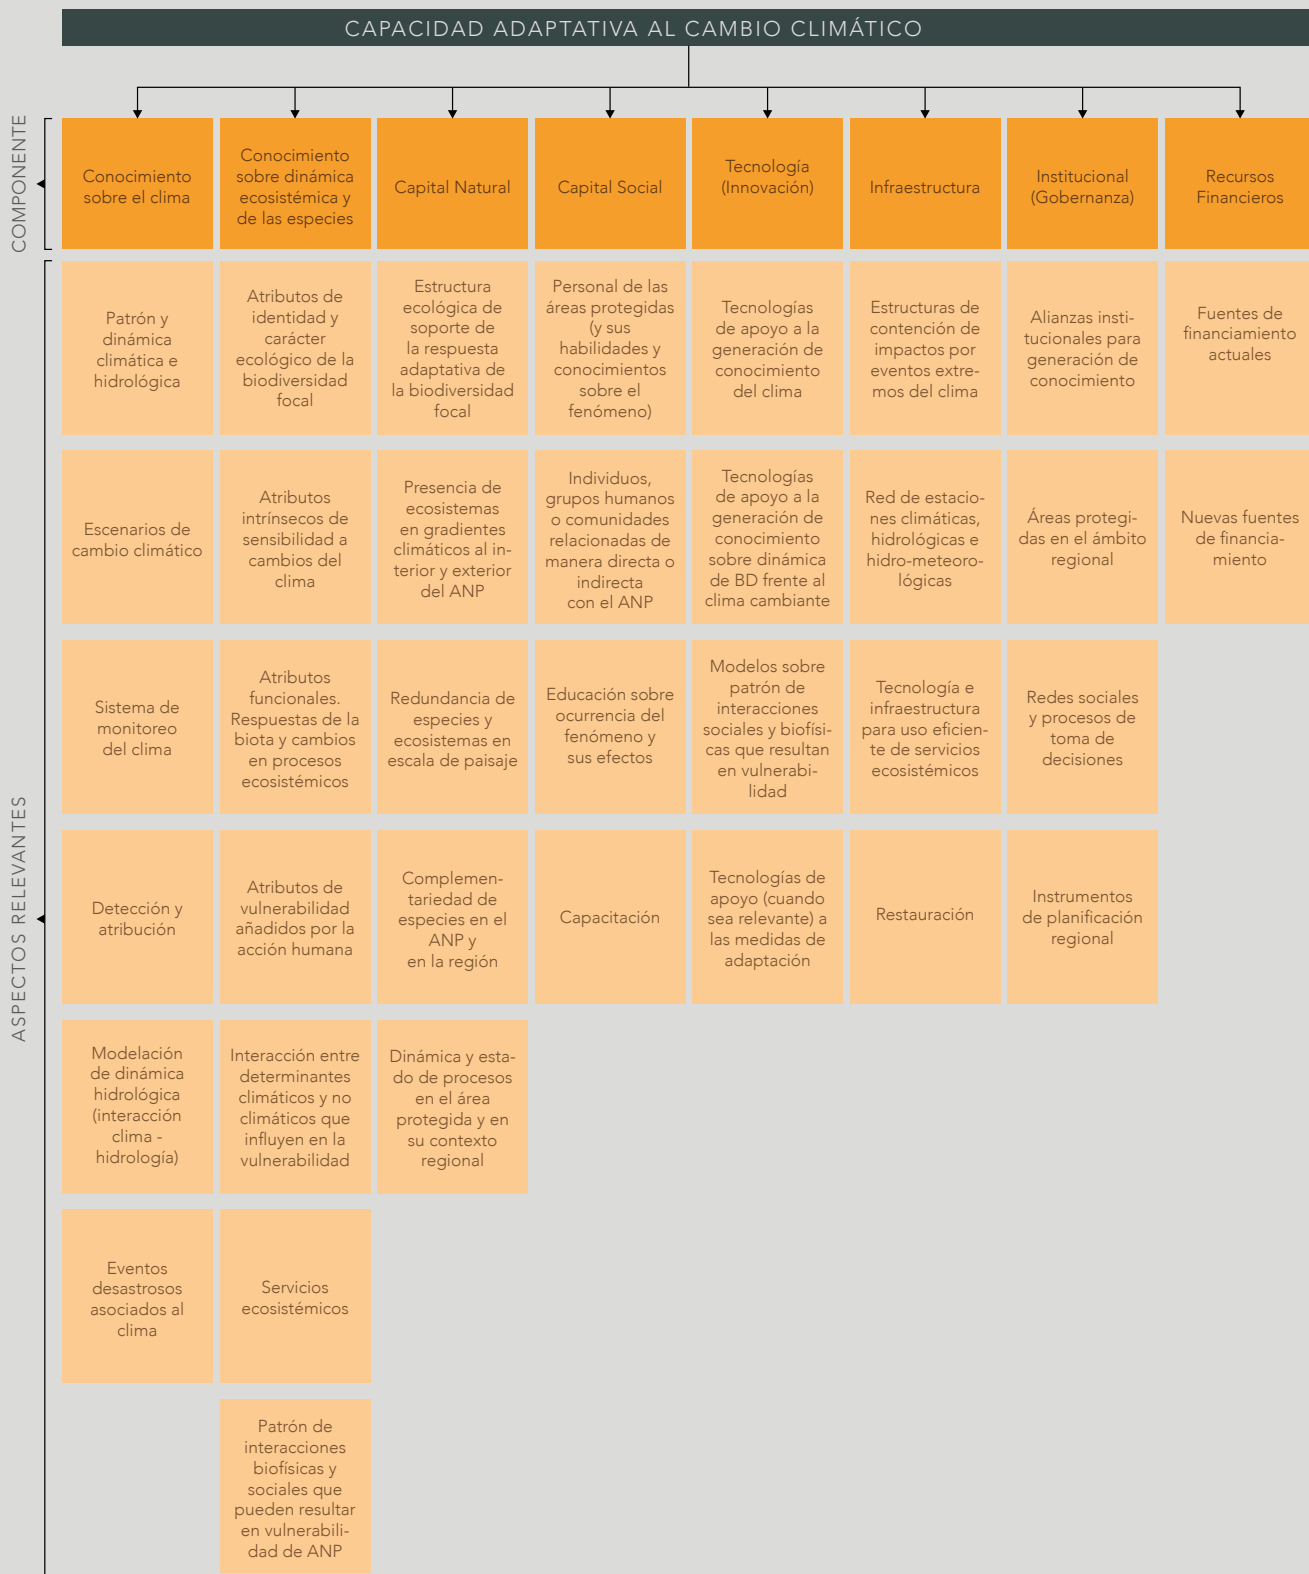 CAPACIDAD ADAPTATIVA AL CAMBIO CLIMÁTICO
COMPONENTE
Conocimiento
sobre el clima
Conocimiento
sobre dinámica
ecosistémica y
de las especies
Capital Natural
Capital Social
Tecnología
(Innovación)
Infraestructura
Institucional
(Gobernanza)
Recursos
Financieros
ASPECTOS RELEVANTES
Patrón y
dinámica
climática e
hidrológica
Atributos de
identidad y
carácter
ecológico de la
biodiversidad
focal
Estructura
ecológica de
soporte de
la respuesta
adaptativa de
la biodiversidad
focal
Personal de las
áreas protegidas
(y sus
habilidades y
conocimientos
sobre el
fenómeno)
Tecnologías
de apoyo a la
generación de
conocimiento
del clima
Estructuras de
contención de
impactos por
eventos extre-
mos del clima
Alianzas insti-
tucionales para
generación de
conocimiento
Fuentes de
financiamiento
actuales
Escenarios de
cambio climático
Atributos
intrínsecos de
sensibilidad a
cambios del
clima
Presencia de
ecosistemas
en gradientes
climáticos al in-
terior y exterior
del ANP
Individuos,
grupos humanos
o comunidades
relacionadas de
manera directa o
indirecta
con el ANP
Tecnologías
de apoyo a la
generación de
conocimiento
sobre dinámica
de BD frente al
clima cambiante
Red de estacio-
nes climáticas,
hidrológicas e
hidro-meteoro-
lógicas
Áreas protegi-
das en el ámbito
regional
Nuevas fuentes
de financia-
miento
Sistema de
monitoreo
del clima
Atributos
funcionales.
Respuestas de la
biota y cambios
en procesos
ecosistémicos
Redundancia de
especies y
ecosistemas en
escala de paisaje
Educación sobre
ocurrencia del
fenómeno y
sus efectos
Modelos sobre
patrón de
interacciones
sociales y biofísi-
cas que resultan
en vulnerabi-
lidad
Tecnología e
infraestructura
para uso eficien-
te de servicios
ecosistémicos
Redes sociales
y procesos de
toma de
decisiones
Detección y
atribución
Atributos de
vulnerabilidad
añadidos por la
acción humana
Complemen-
tariedad de
especies en el
ANP y
en la región
Capacitación
Tecnologías de
apoyo (cuando
sea relevante) a
las medidas de
adaptación
Restauración
Instrumentos
de planificación
regional
Modelación
de dinámica
hidrológica
(interacción
clima -
hidrología)
Interacción entre
determinantes
climáticos y no
climáticos que
influyen en la
vulnerabilidad
Dinámica y esta-
do de procesos
en el área
protegida y en
su contexto
regional
Eventos
desastrosos
asociados al
clima
Servicios
ecosistémicos
Patrón de
interacciones
biofísicas y
sociales que
pueden resultar
en vulnerabili-
dad de ANP